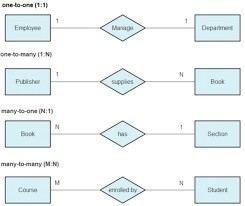 one-to-one (1:1)
Employee 1 Manage 1 Department
one-to-many (1:N)
Publisher 1 supplies N Book
many-to-one (N:1)
Book N has 1 Section
many-to-many (M:N)
Course M enrolled by N Student